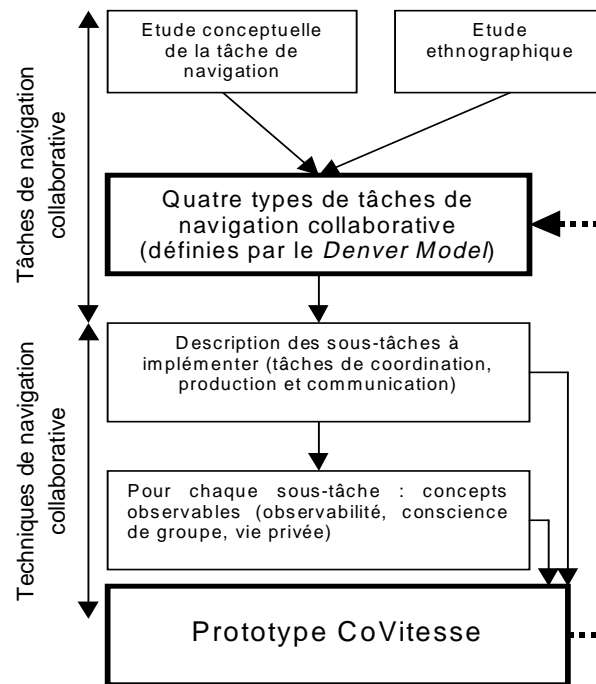 Etude conceptuelle
de la tâche de
navigation
Etude
ethnographique
Tâches de navigation
collaborative
Quatre types de tâches de
navigation collaborative
(définies par le Denver Model)
Techniques de navigation
collaborative
Description des sous-tâches à
implémenter (tâches de coordination,
production et communication)
Pour chaque sous-tâche : concepts
observables (observabilité, conscience
de groupe, vie privée)
Prototype CoVitesse